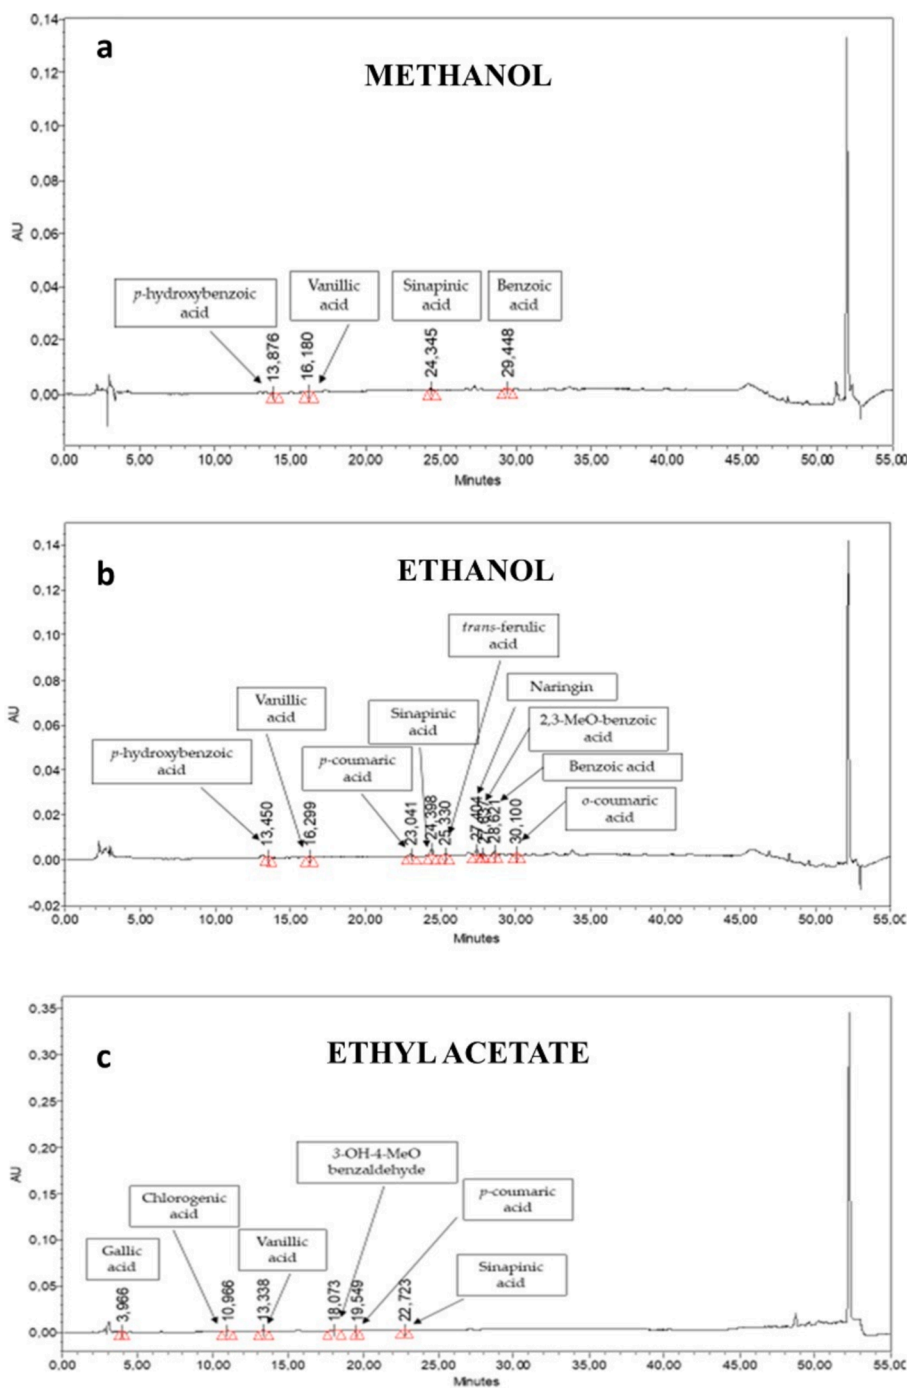 a
METHANOL
0,14
0,12
0,10
0,08
0,06
0,04
0,02
0,00
AU
p-hydroxybenzoic
acid
Vanillic
acid
Sinapinic
acid
Benzoic
acid
13,876
16,180
24,345
29,448
0,00 5,00 10,00 15,00 20,00 25,00 30,00 35,00 40,00 45,00 50,00 55,00
Minutes
b
ETHANOL
0,14
0,12
0,10
0,08
0,06
0,04
0,02
0,00
-0,02
AU
trans-ferulic
acid
Naringin
Vanillic
acid
Sinapinic
acid
2,3-MeO-benzoic
acid
p-hydroxybenzoic
acid
p-coumaric
acid
Benzoic acid
o-coumaric
acid
13,450
16,299
23,041
24,398
25,330
27,404
28,621
30,100
0,00 5,00 10,00 15,00 20,00 25,00 30,00 35,00 40,00 45,00 50,00 55,00
Minutes
c
ETHYL ACETATE
0,35
0,30
0,25
0,20
0,15
0,10
0,05
0,00
AU
3-OH-4-MeO
benzaldehyde
Chlorogenic
acid
p-coumaric
acid
Gallic
acid
Vanillic
acid
Sinapinic
acid
3,966
10,966
13,338
18,073
19,549
22,723
0,00 5,00 10,00 15,00 20,00 25,00 30,00 35,00 40,00 45,00 50,00 55,00
Minutes